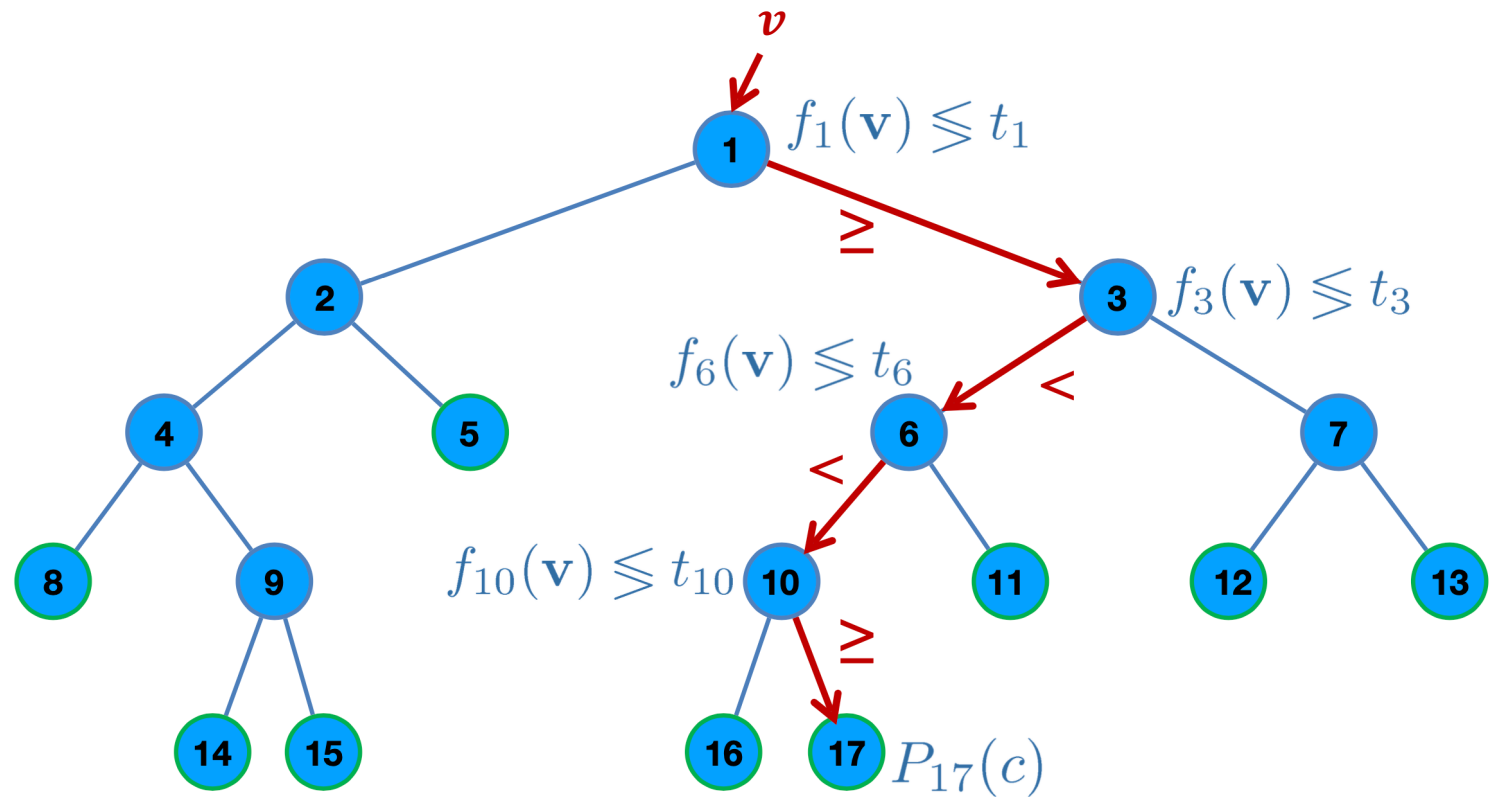 v
1 f₁(v) ≶ t₁
≥
2 3 f₃(v) ≶ t₃
f₆(v) ≶ t₆ <
4 5 6 7
<
8 9 f₁₀(v) ≶ t₁₀ 10 11 12 13
≥
14 15 16 17 P₁₇(c)